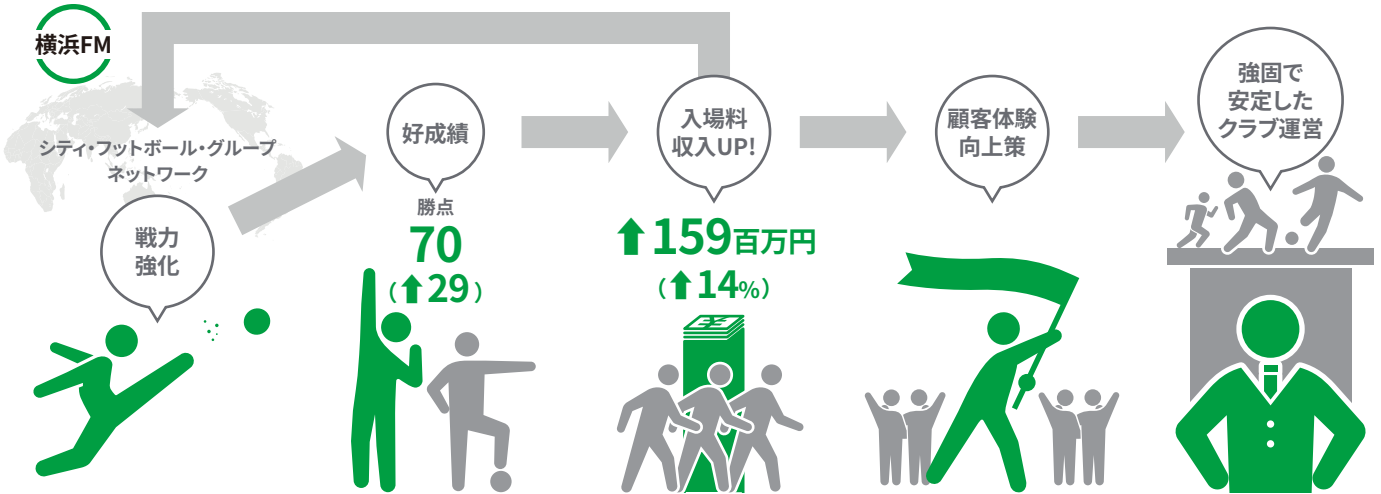 横浜FM
シティ・フットボール・グループ
ネットワーク
戦力
強化
好成績
勝点
70
(↑29)
入場料
収入UP!
↑159百万円
(↑14%)
顧客体験
向上策
強固で
安定した
クラブ運営